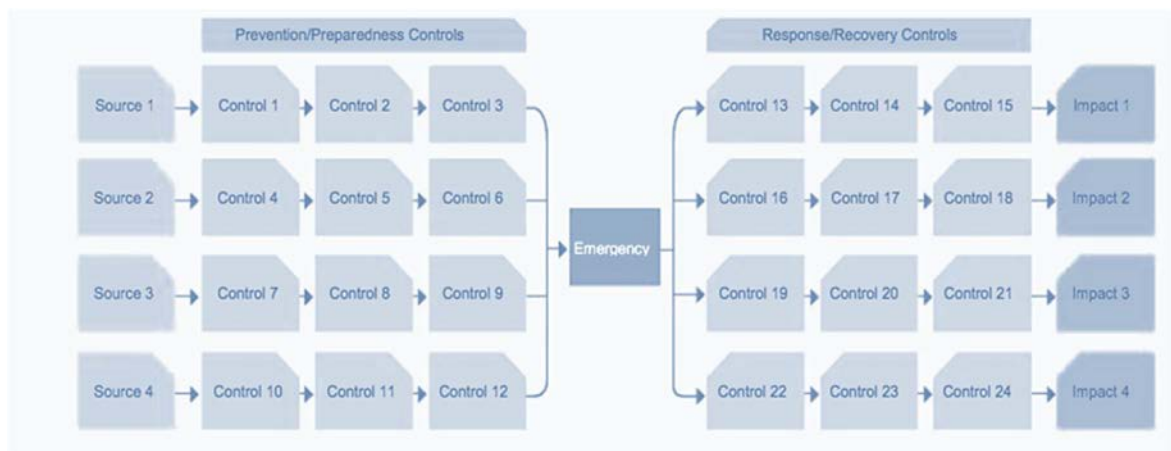 Prevention/Preparedness Controls
Response/Recovery Controls
Source 1
Control 1
Control 2
Control 3
Control 13
Control 14
Control 15
Impact 1
Source 2
Control 4
Control 5
Control 6
Control 16
Control 17
Control 18
Impact 2
Emergency
Source 3
Control 7
Control 8
Control 9
Control 19
Control 20
Control 21
Impact 3
Source 4
Control 10
Control 11
Control 12
Control 22
Control 23
Control 24
Impact 4